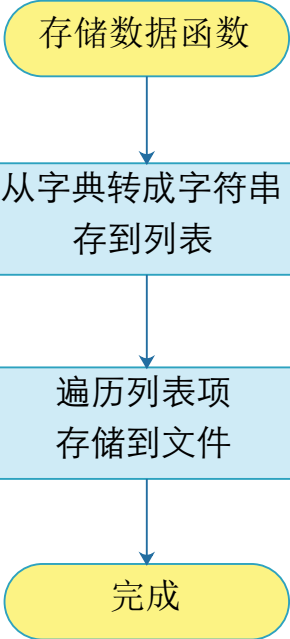 存储数据函数
从字典转成字符串
存到列表
遍历列表项
存储到文件
完成